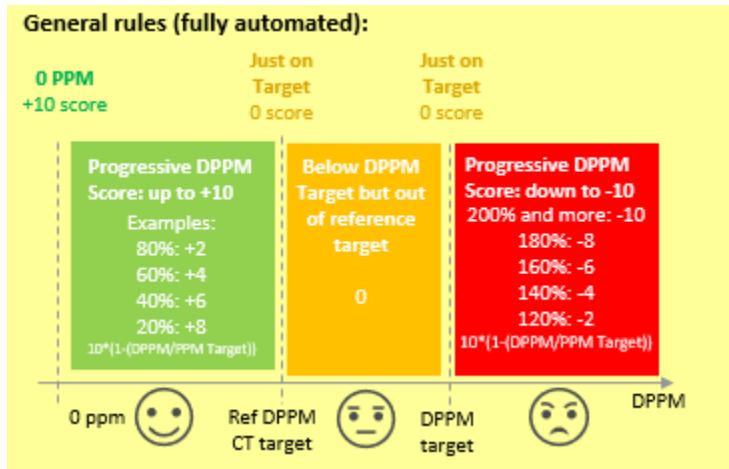 General rules (fully automated):
0 PPM
+10 score
Just on
Target
0 score
Just on
Target
0 score
Progressive DPPM
Score: up to +10
Examples:
80%: +2
60%: +4
40%: +6
20%: +8
10*(1-(DPPM/PPM Target))
Below DPPM
Target but out
of reference
target
0
Progressive DPPM
Score: down to -10
200% and more: -10
180%: -8
160%: -6
140%: -4
120%: -2
10*(1-(DPPM/PPM Target))
0 ppm
Ref DPPM
CT target
DPPM
target
DPPM